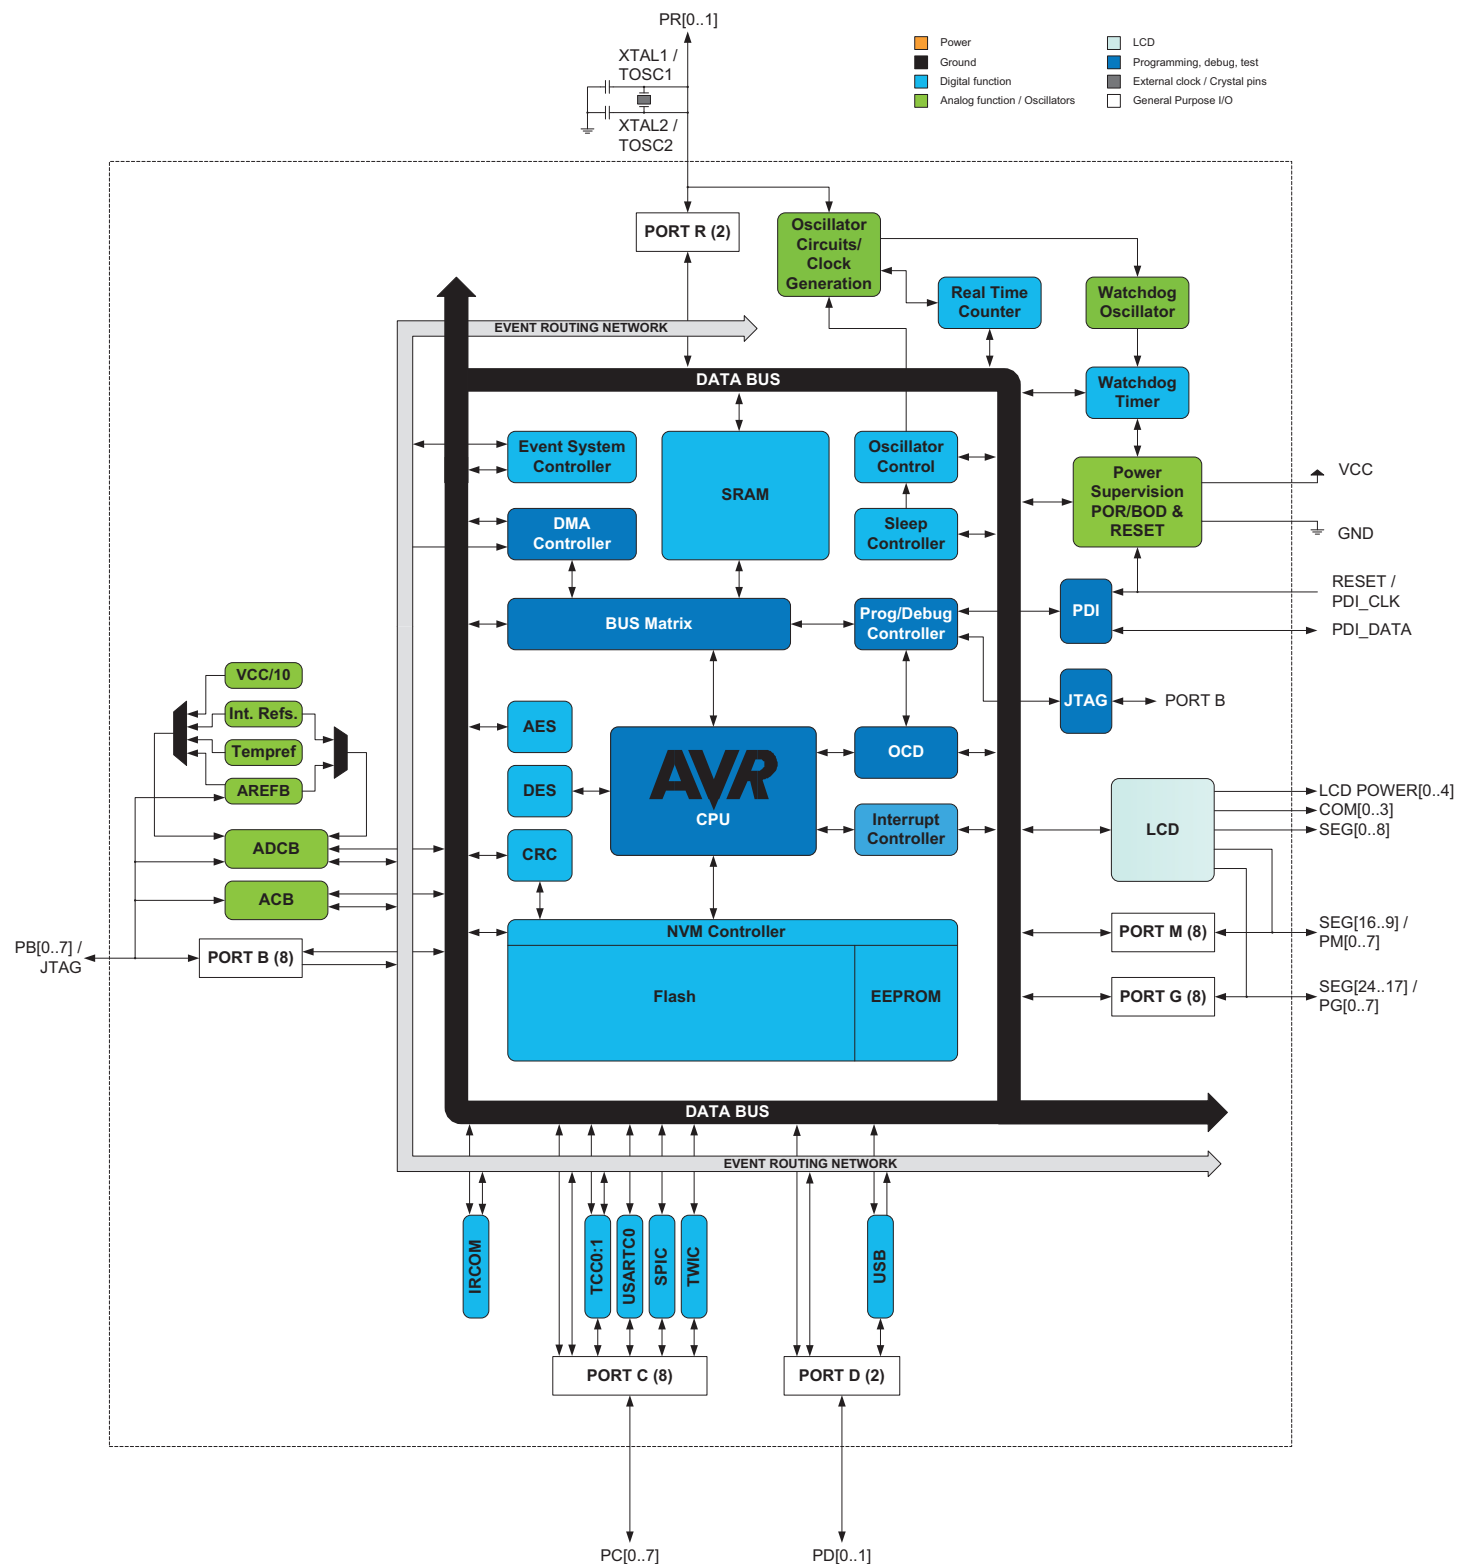 PR[0..1]
XTAL1 /
TOSC1
XTAL2 /
TOSC2
Power
Ground
Digital function
Analog function / Oscillators
LCD
Programming, debug, test
External clock / Crystal pins
General Purpose I/O
PORT R (2)
Oscillator
Circuits/
Clock
Generation
Real Time
Counter
Watchdog
Oscillator
EVENT ROUTING NETWORK
DATA BUS
Watchdog
Timer
Event System
Controller
SRAM
Oscillator
Control
Power
Supervision
POR/BOD &
RESET
VCC
GND
DMA
Controller
Sleep
Controller
RESET /
PDI_CLK
PDI_DATA
BUS Matrix
Prog/Debug
Controller
PDI
JTAG
PORT B
VCC/10
Int. Refs.
Tempref
AREFB
ADCB
ACB
AES
DES
CRC
AVR
CPU
OCD
Interrupt
Controller
LCD
LCD POWER[0..4]
COM[0..3]
SEG[0..8]
PORT M (8)
SEG[16..9] /
PM[0..7]
PORT G (8)
SEG[24..17] /
PG[0..7]
PB[0..7] /
JTAG
PORT B (8)
NVM Controller
Flash
EEPROM
DATA BUS
EVENT ROUTING NETWORK
IRCOM
TCC0:1
USARTC0
SPIC
TWIC
USB
PORT C (8)
PORT D (2)
PC[0..7]
PD[0..1]